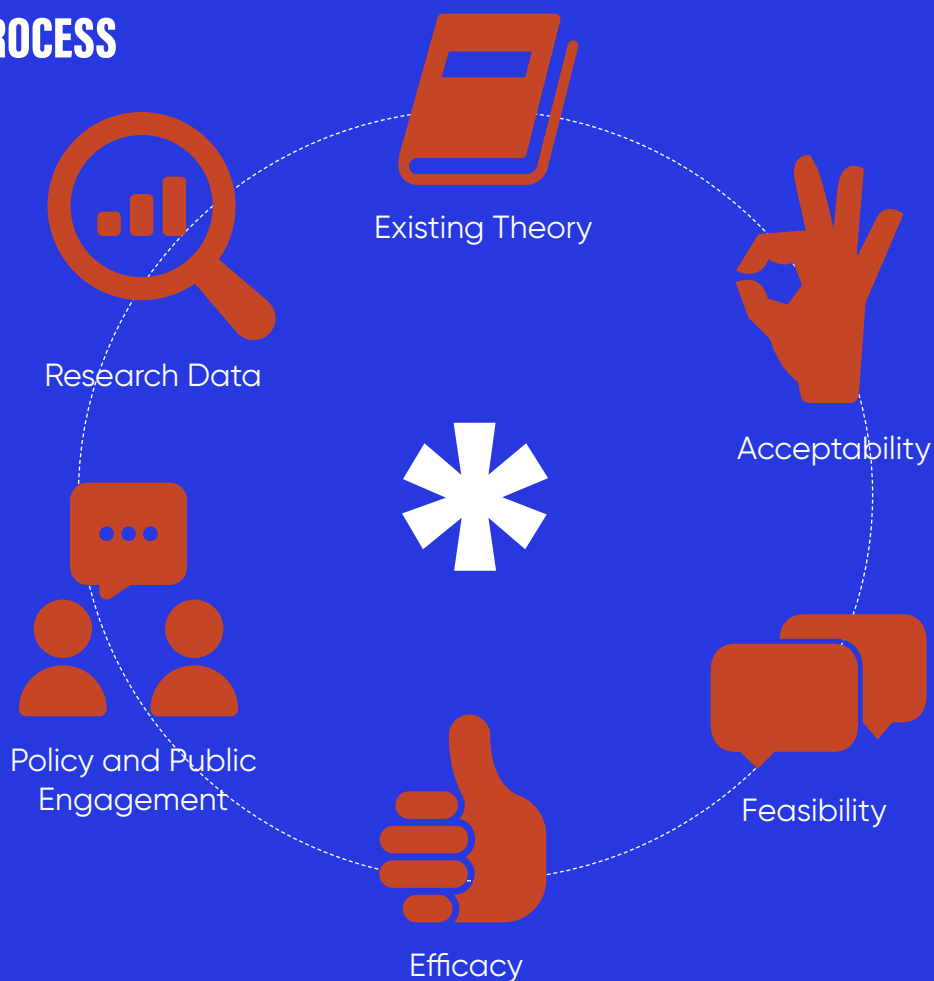 ROCESS
Existing Theory
Research Data
Acceptability
Policy and Public
Engagement
Feasibility
Efficacy